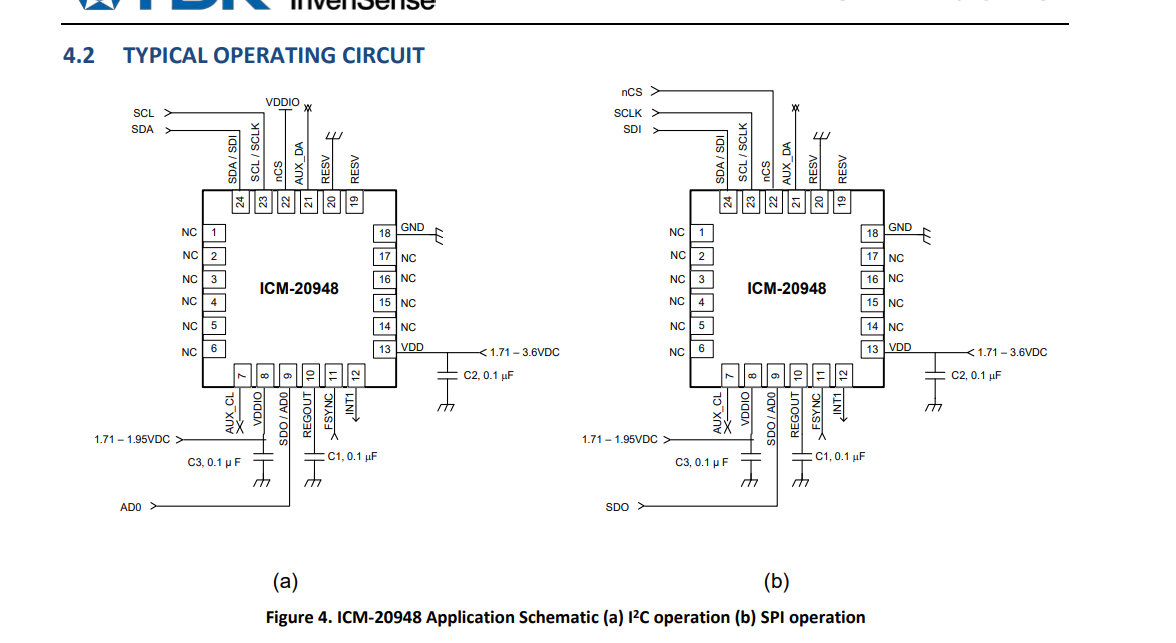 InvenSense
4.2 TYPICAL OPERATING CIRCUIT
SCL
SDA
VDDIO
SDA / SDI
SCL / SCLK
nCS
AUX_DA
RESV
RESV
24 23 22 21 20 19
NC 1
NC 2
NC 3
NC 4
NC 5
NC 6
ICM-20948
18 GND
17 NC
16 NC
15 NC
14 NC
13 VDD
1.71 – 3.6VDC
C2, 0.1 µF
7 8 9 10 11 12
AUX_CL
VDDIO
SDO / AD0
REGOUT
FSYNC
INT1
1.71 – 1.95VDC
C3, 0.1 µ F
C1, 0.1 µF
AD0
(a)
nCS
SCLK
SDI
SDA / SDI
SCL / SCLK
nCS
AUX_DA
RESV
RESV
24 23 22 21 20 19
NC 1
NC 2
NC 3
NC 4
NC 5
NC 6
ICM-20948
18 GND
17 NC
16 NC
15 NC
14 NC
13 VDD
1.71 – 3.6VDC
C2, 0.1 µF
7 8 9 10 11 12
AUX_CL
VDDIO
SDO / AD0
REGOUT
FSYNC
INT1
1.71 – 1.95VDC
C3, 0.1 µ F
C1, 0.1 µF
SDO
(b)
Figure 4. ICM-20948 Application Schematic (a) I²C operation (b) SPI operation